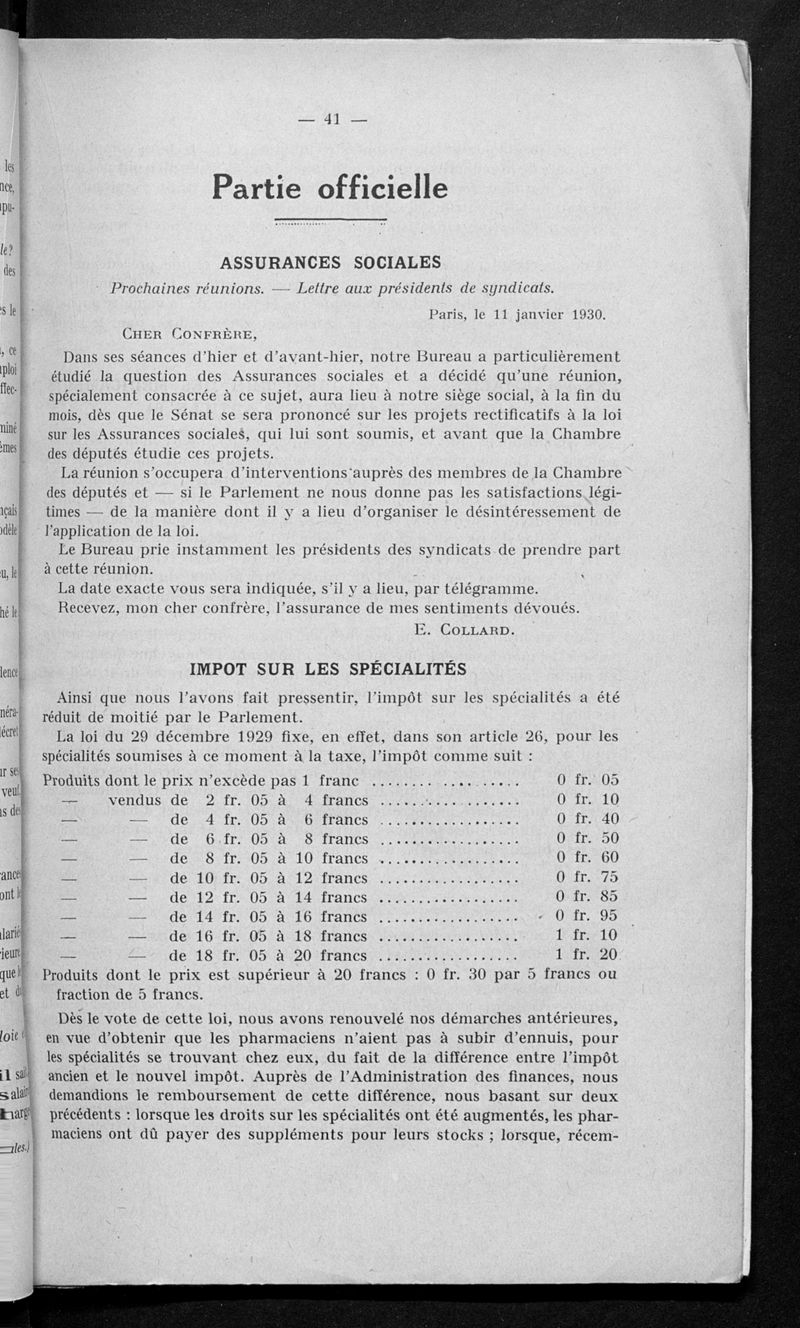 — 41 —
Partie officielle
ASSURANCES SOCIALES
Prochaines réunions. — Lettre aux présidents de syndicats.
Paris, le 11 janvier 1930.
CHER CONFRÈRE,
Dans ses séances d'hier et d'avant-hier, notre Bureau a particulièrement
étudié la question des Assurances sociales et a décidé qu'une réunion,
spécialement consacrée à ce sujet, aura lieu à notre siège social, à la fin du
mois, dès que le Sénat se sera prononcé sur les projets rectificatifs à la loi
sur les Assurances sociales, qui lui sont soumis, et avant que la Chambre
des députés étudie ces projets.
La réunion s'occupera d'interventions auprès des membres de la Chambre
des députés et — si le Parlement ne nous donne pas les satisfactions légi-
times — de la manière dont il y a lieu d'organiser le désintéressement de
l'application de la loi.
Le Bureau prie instamment les présidents des syndicats de prendre part
à cette réunion.
La date exacte vous sera indiquée, s'il y a lieu, par télégramme.
Recevez, mon cher confrère, l'assurance de mes sentiments dévoués.
E. COLLARD.
IMPOT SUR LES SPÉCIALITÉS
Ainsi que nous l'avons fait pressentir, l'impôt sur les spécialités a été
réduit de moitié par le Parlement.
La loi du 29 décembre 1929 fixe, en effet, dans son article 26, pour les
spécialités soumises à ce moment à la taxe, l'impôt comme suit :
Produits dont le prix n'excède pas 1 franc .................. 0 fr. 05
— vendus de 2 fr. 05 à 4 francs .................. 0 fr. 10
— — de 4 fr. 05 à 6 francs .................. 0 fr. 40
— — de 6 fr. 05 à 8 francs .................. 0 fr. 50
— — de 8 fr. 05 à 10 francs .................. 0 fr. 60
— — de 10 fr. 05 à 12 francs .................. 0 fr. 75
— — de 12 fr. 05 à 14 francs .................. 0 fr. 85
— — de 14 fr. 05 à 16 francs .................. 0 fr. 95
— — de 16 fr. 05 à 18 francs .................. 1 fr. 10
— — de 18 fr. 05 à 20 francs .................. 1 fr. 20
Produits dont le prix est supérieur à 20 francs : 0 fr. 30 par 5 francs ou
fraction de 5 francs.
Dès le vote de cette loi, nous avons renouvelé nos démarches antérieures,
en vue d'obtenir que les pharmaciens n'aient pas à subir d'ennuis, pour
les spécialités se trouvant chez eux, du fait de la différence entre l'impôt
ancien et le nouvel impôt. Auprès de l'Administration des finances, nous
demandions le remboursement de cette différence, nous basant sur deux
précédents : lorsque les droits sur les spécialités ont été augmentés, les phar-
maciens ont dû payer des suppléments pour leurs stocks ; lorsque, récem-